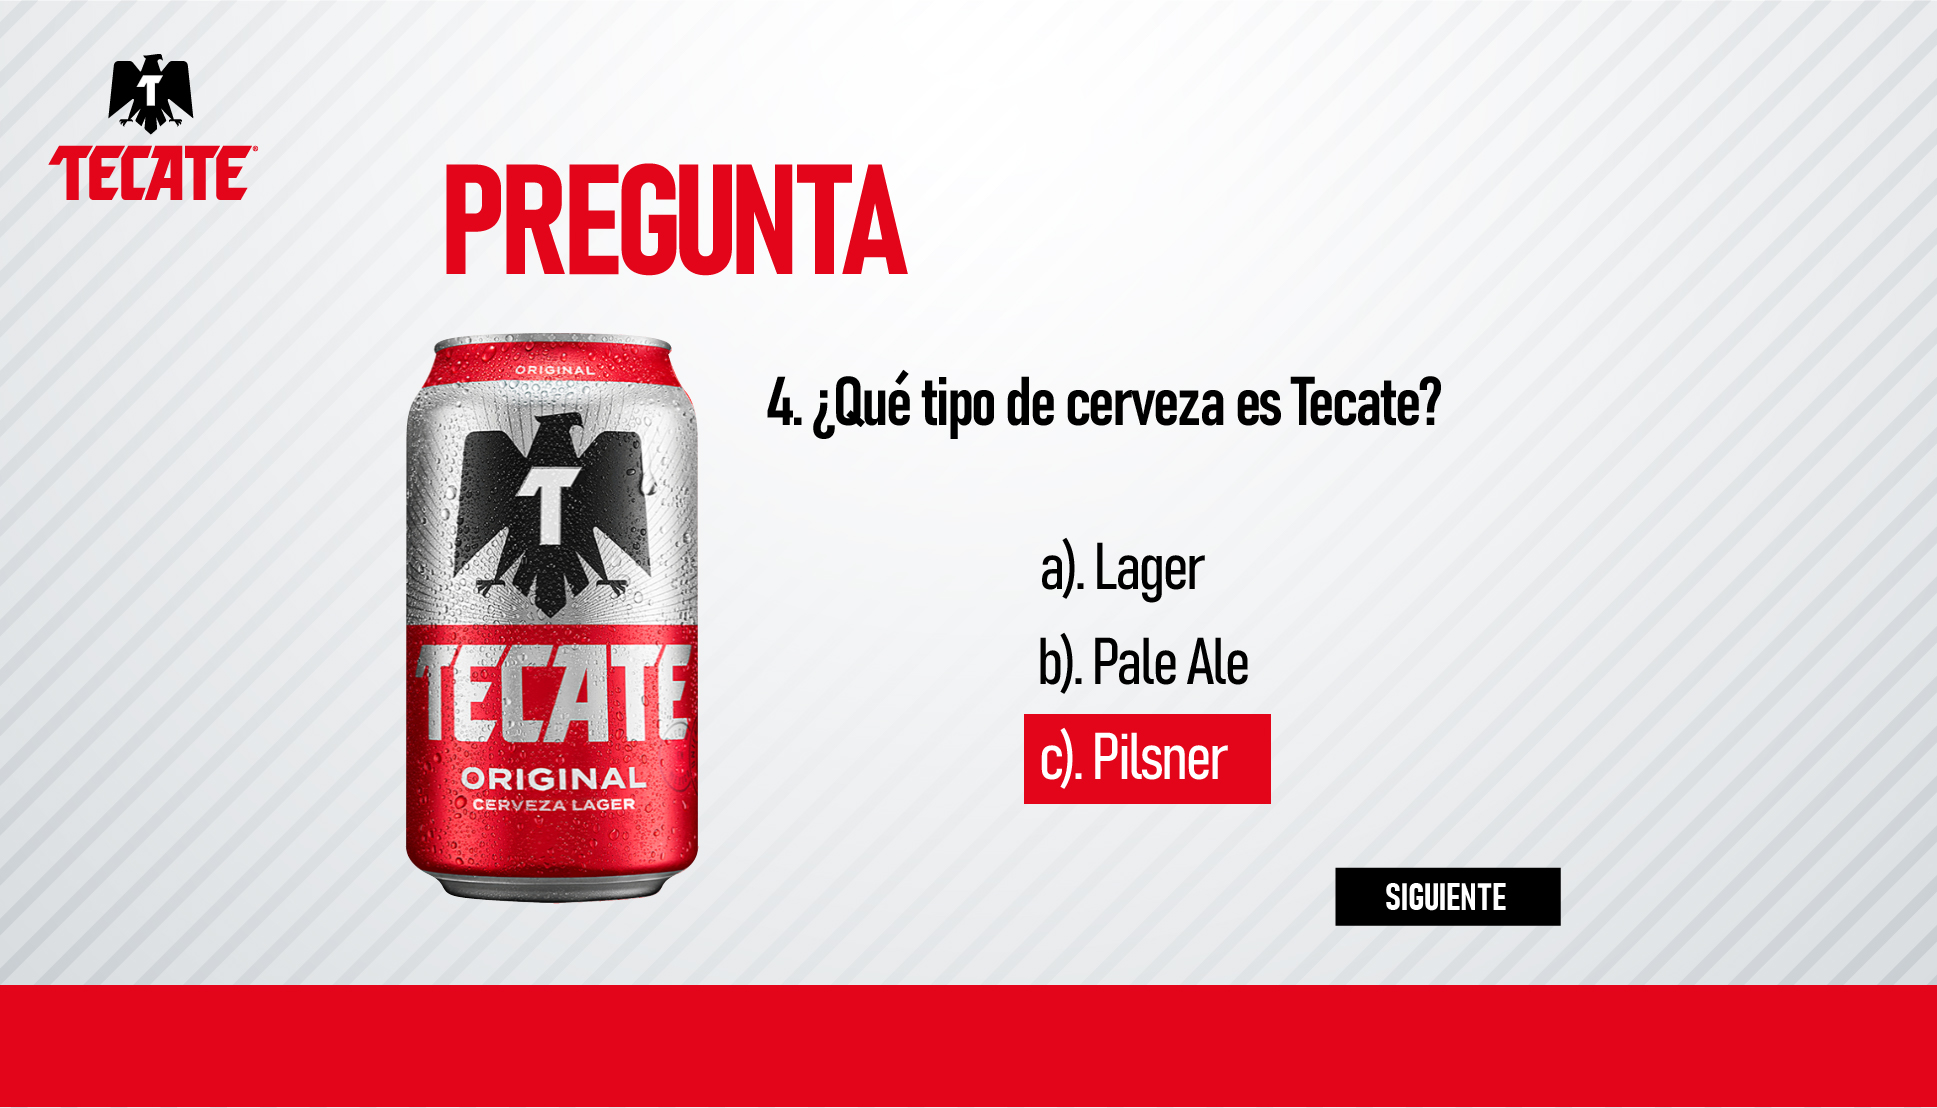 T
TECATE®
PREGUNTA
ORIGINAL
T
TECATE
ORIGINAL
CERVEZA LAGER
4. ¿Qué tipo de cerveza es Tecate?
a). Lager
b). Pale Ale
c). Pilsner
SIGUIENTE